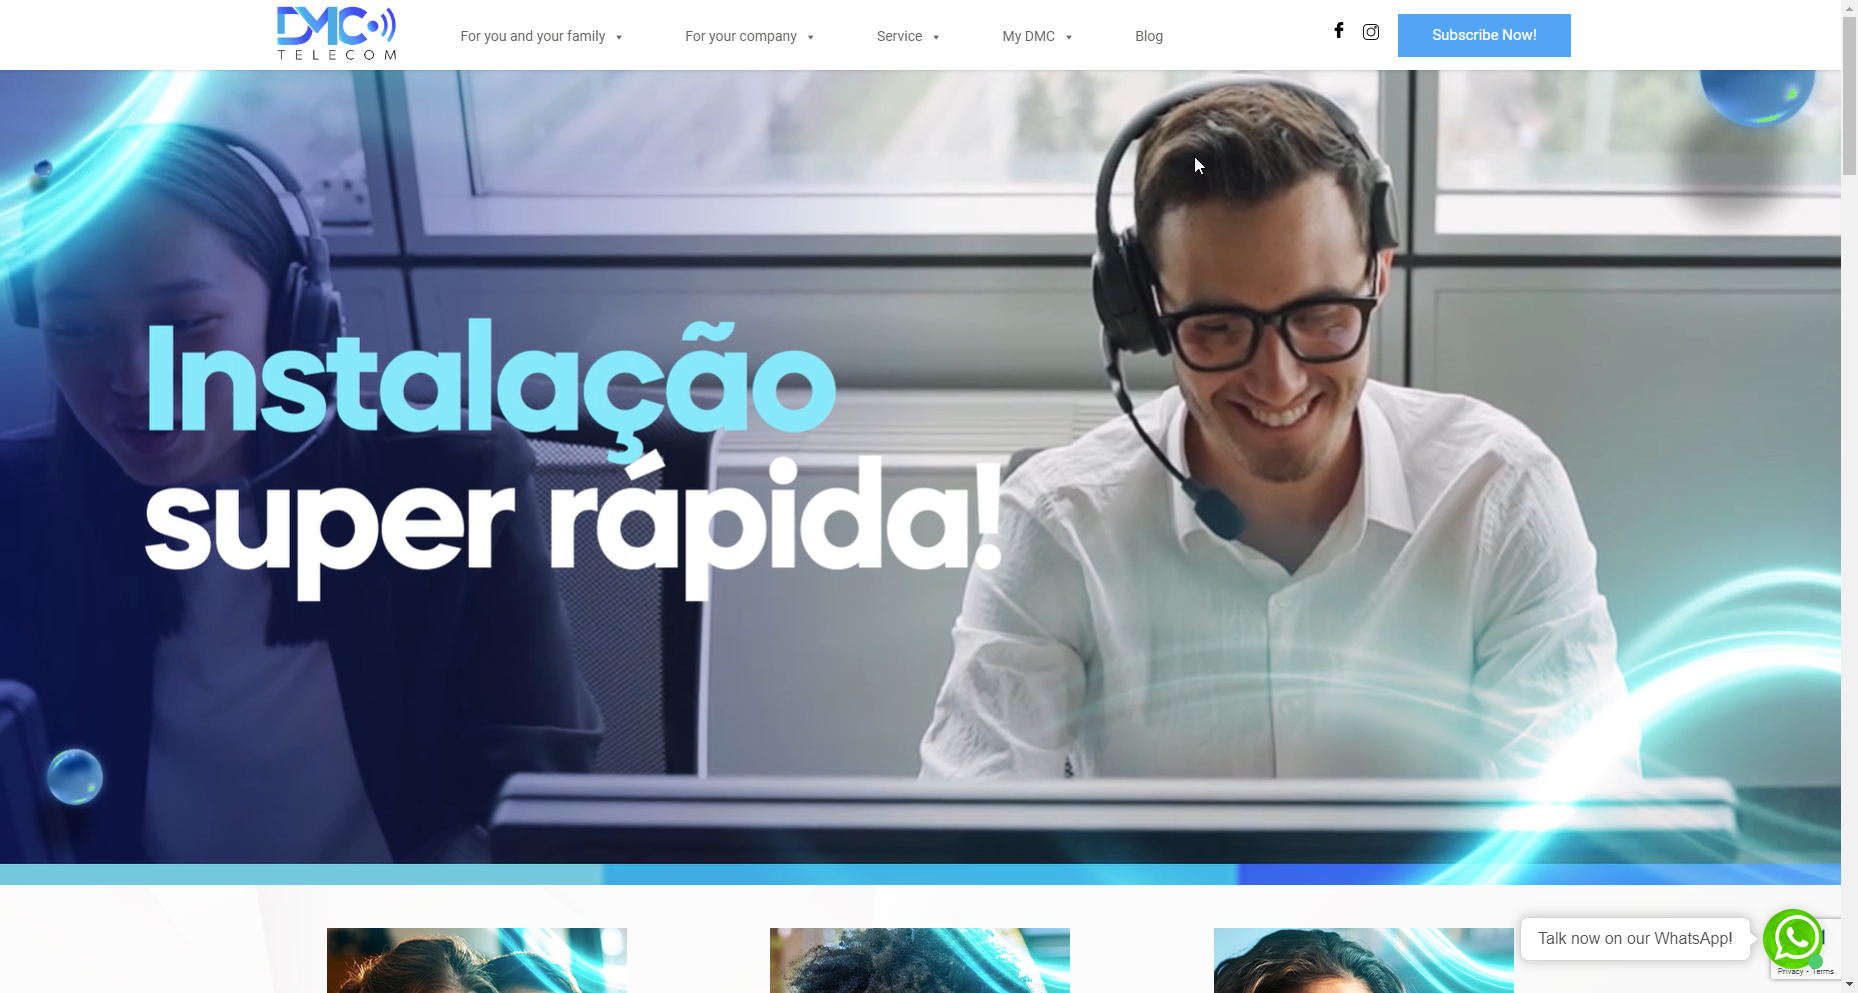 DMC
TELECOM
For you and your family
For your company
Service
My DMC
Blog
Subscribe Now!
Instalação
super rápida!
Talk now on our WhatsApp!
Privacy - Terms